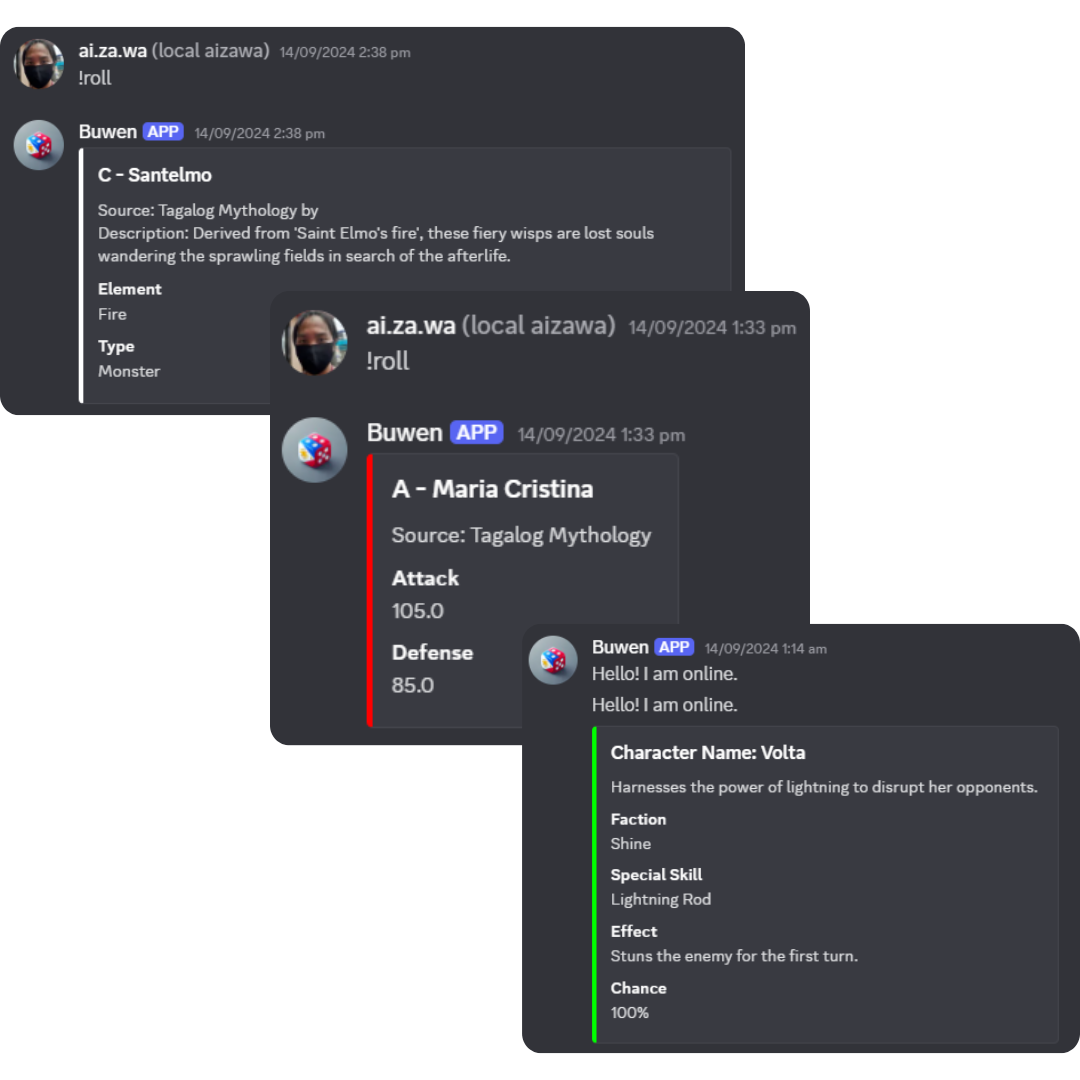 ai.za.wa (local aizawa) 14/09/2024 2:38 pm
!roll
Buwen APP 14/09/2024 2:38 pm
C - Santelmo
Source: Tagalog Mythology by
Description: Derived from 'Saint Elmo's fire', these fiery wisps are lost souls
wandering the sprawling fields in search of the afterlife.
Element
Fire
Type
Monster
ai.za.wa (local aizawa) 14/09/2024 1:33 pm
!roll
Buwen APP 14/09/2024 1:33 pm
A - Maria Cristina
Source: Tagalog Mythology
Attack
105.0
Defense
85.0
Buwen APP 14/09/2024 1:14 am
Hello! I am online.
Hello! I am online.
Character Name: Volta
Harnesses the power of lightning to disrupt her opponents.
Faction
Shine
Special Skill
Lightning Rod
Effect
Stuns the enemy for the first turn.
Chance
100%